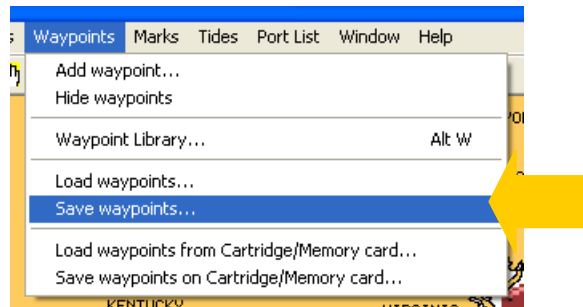 Waypoints Marks Tides Port List Window Help
Add waypoint...
Hide waypoints
Waypoint Library... Alt W
Load waypoints...
Save waypoints...
Load waypoints from Cartridge/Memory card...
Save waypoints on Cartridge/Memory card...
KENTUCKY